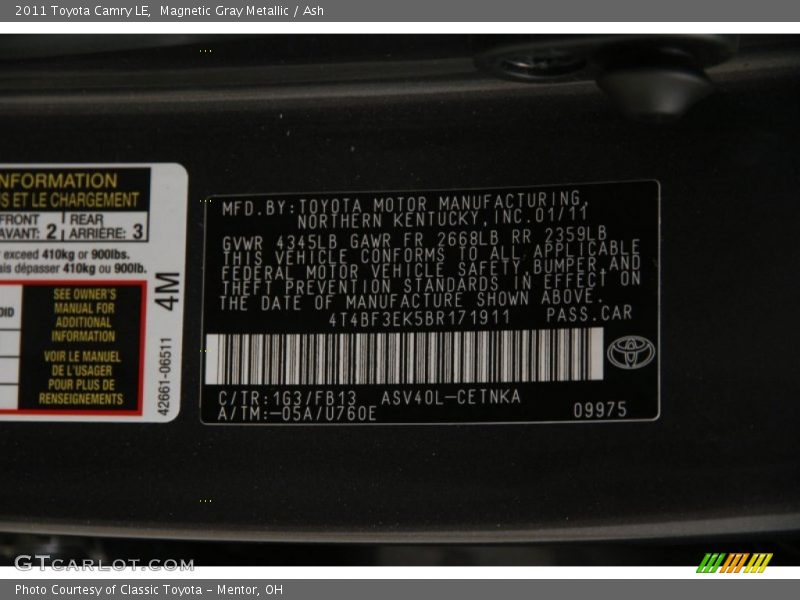 2011 Toyota Camry LE,  Magnetic Gray Metallic / Ash
NFORMATION
S ET LE CHARGEMENT
FRONT
AVANT: 2
REAR
ARRIÈRE: 3
exceed 410kg or 900lbs.
ais dépasser 410kg ou 900lb.
OID
SEE OWNER'S
MANUAL FOR
ADDITIONAL
INFORMATION
VOIR LE MANUEL
DE L'USAGER
POUR PLUS DE
RENSEIGNEMENTS
4M
42661-06511
MFD.BY:TOYOTA MOTOR MANUFACTURING,
NORTHERN KENTUCKY,INC.01/11
GVWR 4345LB GAWR FR 2668LB RR 2359LB
THIS VEHICLE CONFORMS TO ALL APPLICABLE
FEDERAL MOTOR VEHICLE SAFETY,BUMPER,AND
THEFT PREVENTION STANDARDS IN EFFECT ON
THE DATE OF MANUFACTURE SHOWN ABOVE.
4T4BF3EK5BR171911 PASS.CAR
C/TR:1G3/FB13 ASV40L-CETNKA
A/TM:-05A/U760E 09975
GTCARLOT.COM
Photo Courtesy of Classic Toyota - Mentor, OH